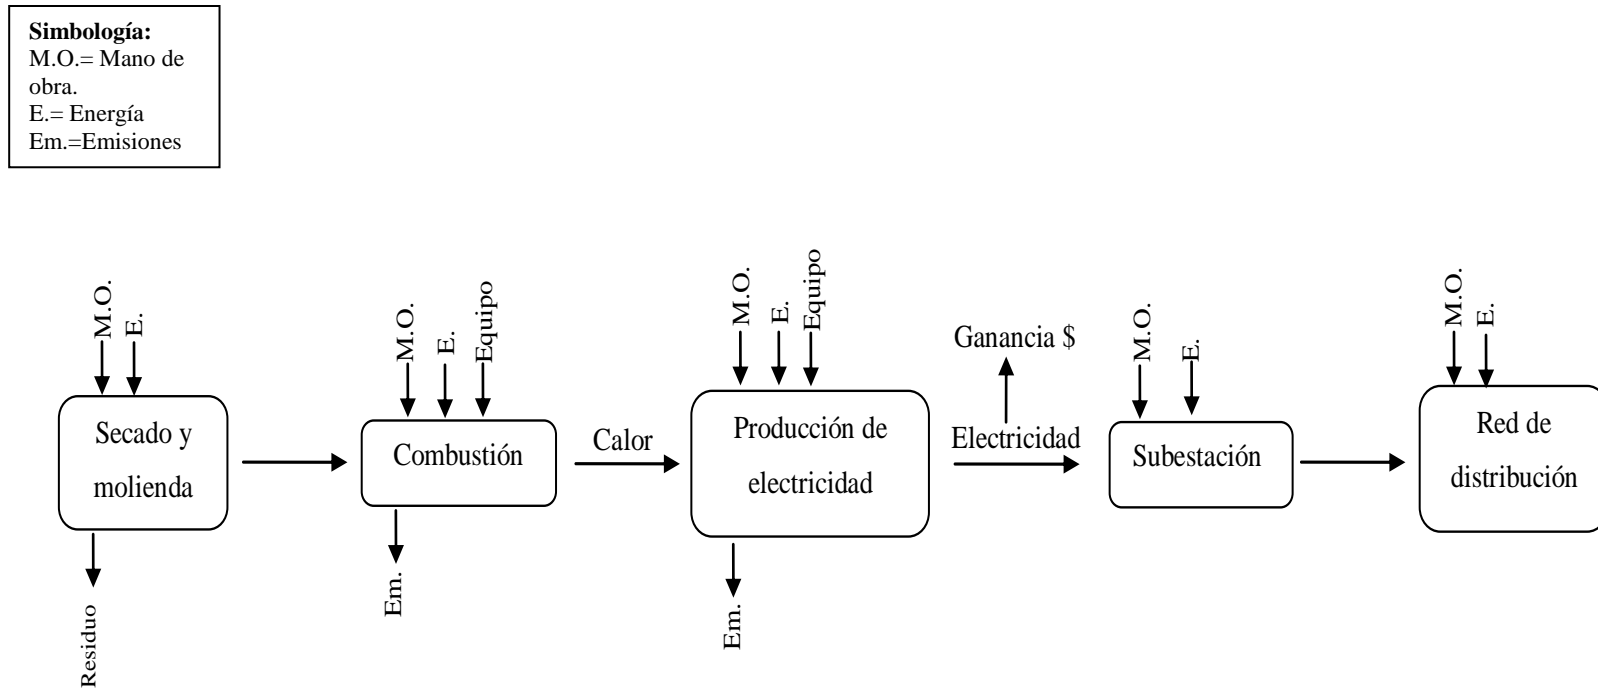 Simbología:
M.O.= Mano de
obra.
E.= Energía
Em.=Emisiones
M.O.
E.
Secado y
molienda
Residuo
M.O.
E.
Equipo
Combustión
Em.
Calor
M.O.
E.
Equipo
Producción de
electricidad
Em.
Ganancia $
Electricidad
M.O.
E.
Subestación
M.O.
E.
Red de
distribución